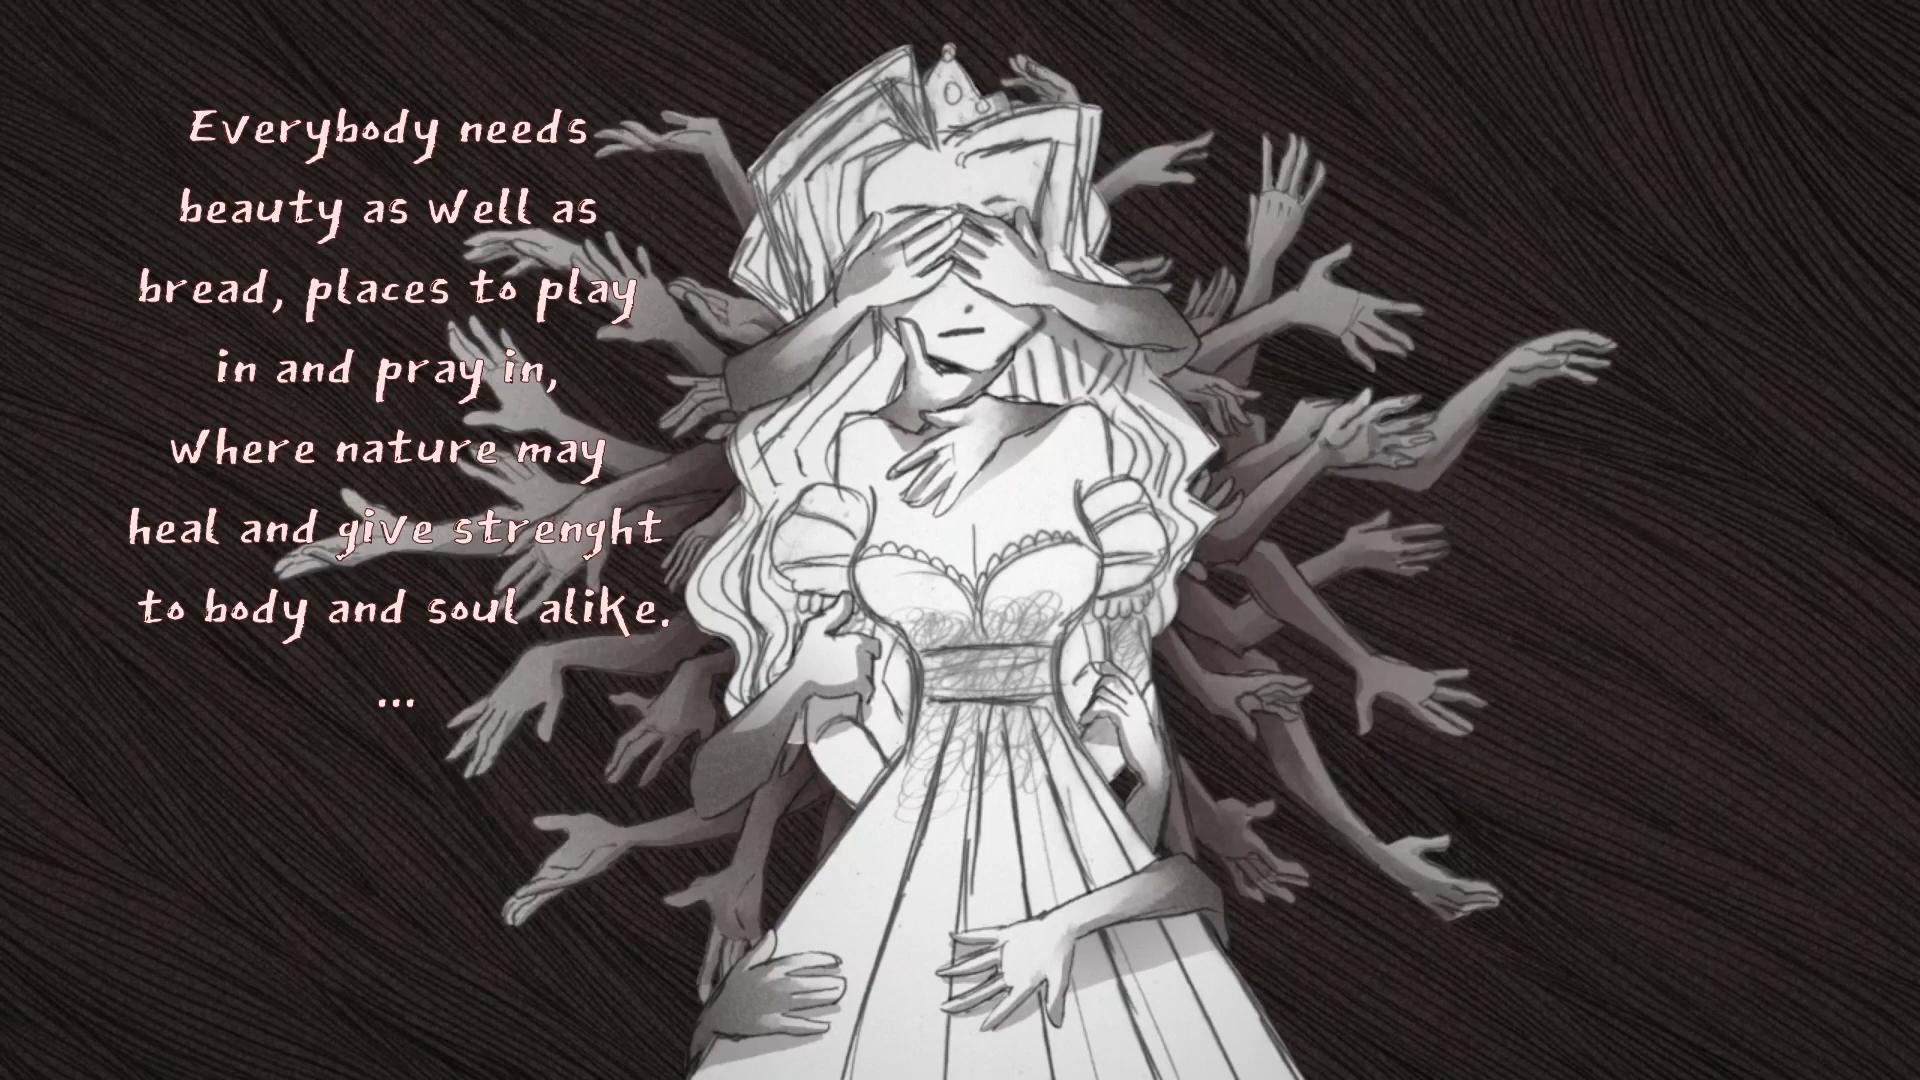 Everybody needs
beauty as well as
bread, places to play
in and pray in,
where nature may
heal and give strenght
to body and soul alike.
...